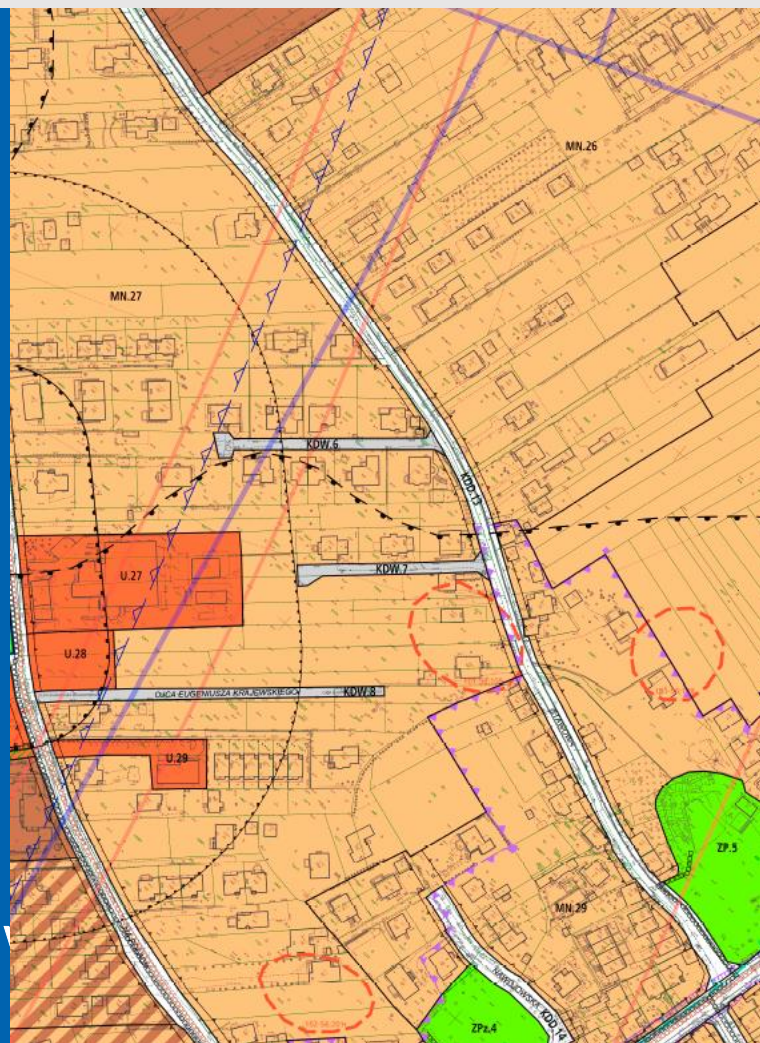 MN.26
MN.27
KDW.6
KDD.13
KDW.7
U.27
U.28
OJCA EUGENIUSZA KRAJEWSKIEGO
KDW.8
U.29
ZP.5
MN.29
NAWOJOWSKA
KDD.14
ZPz.4